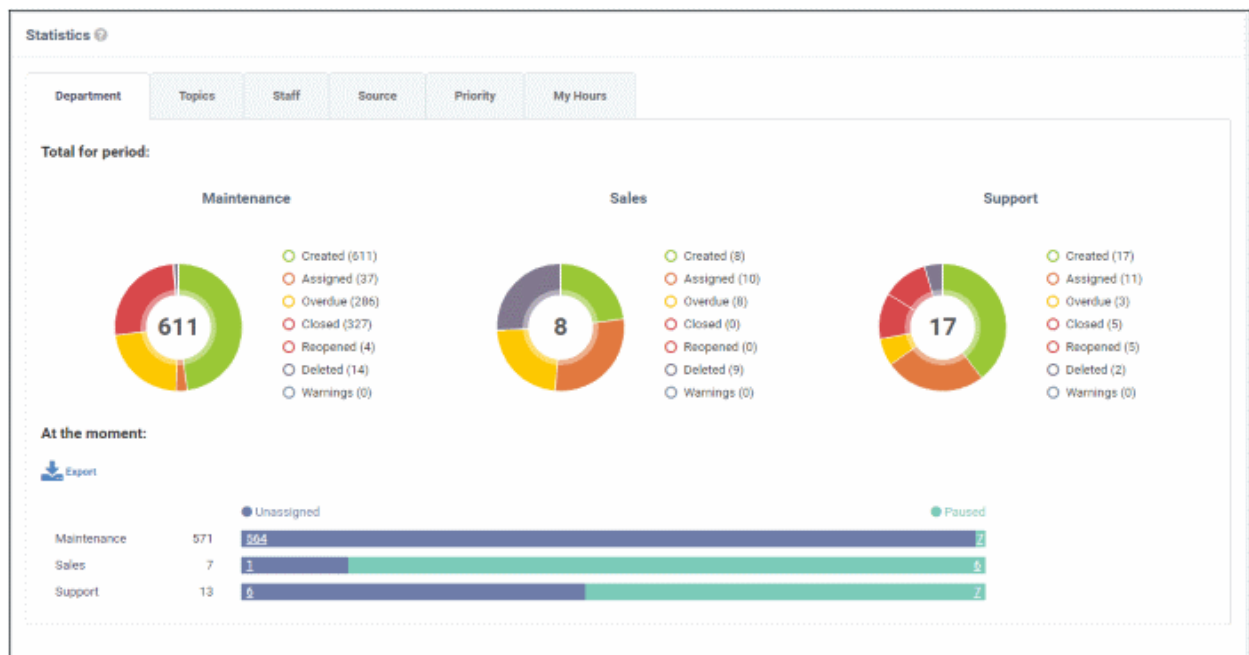 Statistics
Department Topics Staff Source Priority My Hours
Total for period:
Maintenance
611
Created (611)
Assigned (37)
Overdue (286)
Closed (327)
Reopened (4)
Deleted (14)
Warnings (0)
Sales
8
Created (8)
Assigned (10)
Overdue (8)
Closed (0)
Reopened (0)
Deleted (9)
Warnings (0)
Support
17
Created (17)
Assigned (11)
Overdue (3)
Closed (5)
Reopened (5)
Deleted (2)
Warnings (0)
At the moment:
Export
Unassigned Paused
Maintenance 571 564 7
Sales 7 1 6
Support 13 6 7